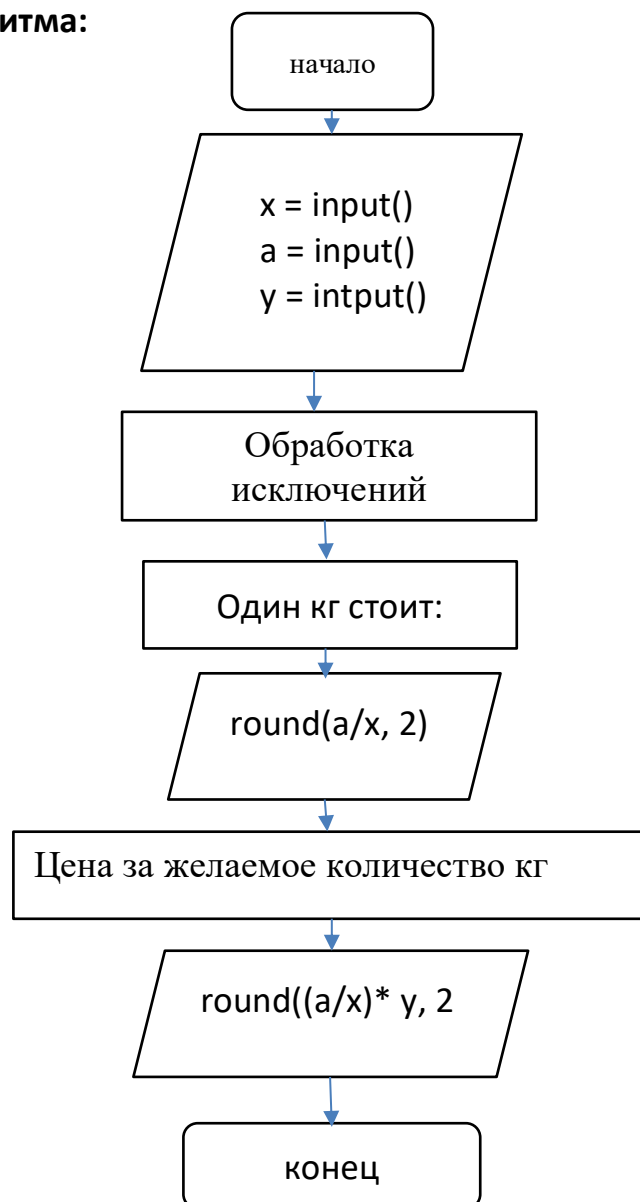 итма:
начало
x = input()
a = input()
y = intput()
Обработка
исключений
Один кг стоит:
round(a/x, 2)
Цена за желаемое количество кг
round((a/x)* y, 2
конец